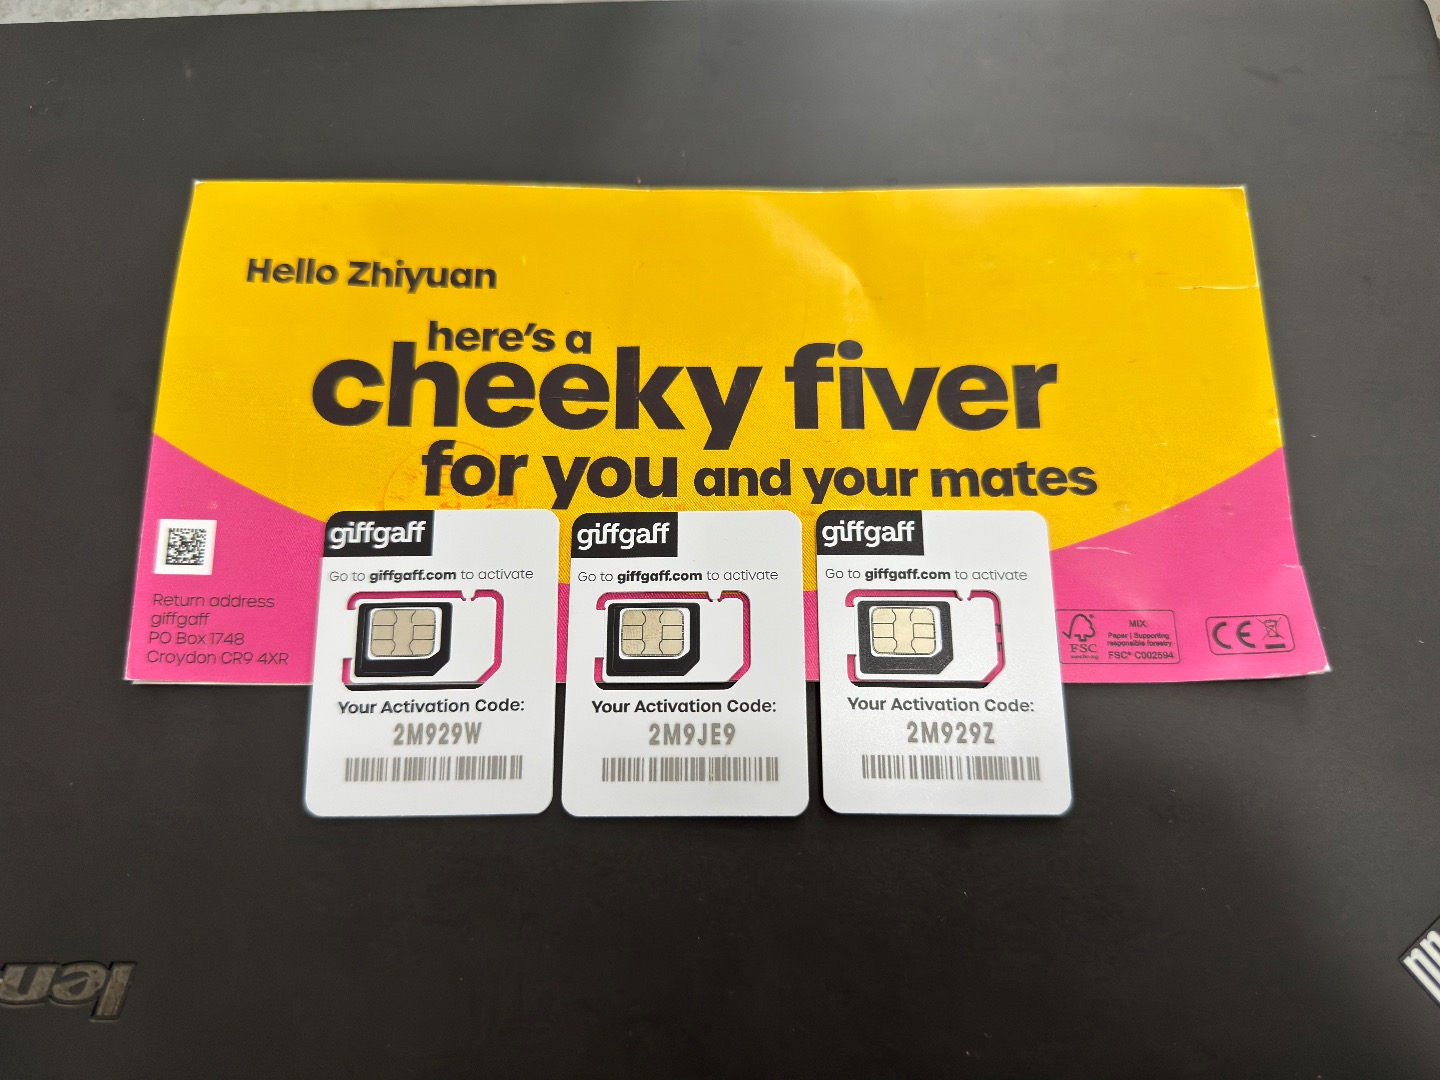 Hello Zhiyuan
here's a
cheeky fiver
for you and your mates
giffgaff
Go to giffgaff.com to activate
Your Activation Code:
2M929W
giffgaff
Go to giffgaff.com to activate
Your Activation Code:
2M9JE9
giffgaff
Go to giffgaff.com to activate
Your Activation Code:
2M929Z
Return address
giffgaff
PO Box 1748
Croydon CR9 4XR
FSC
www.fsc.org
MIX
Paper | Supporting
responsible forestry
FSC® C002594
CE